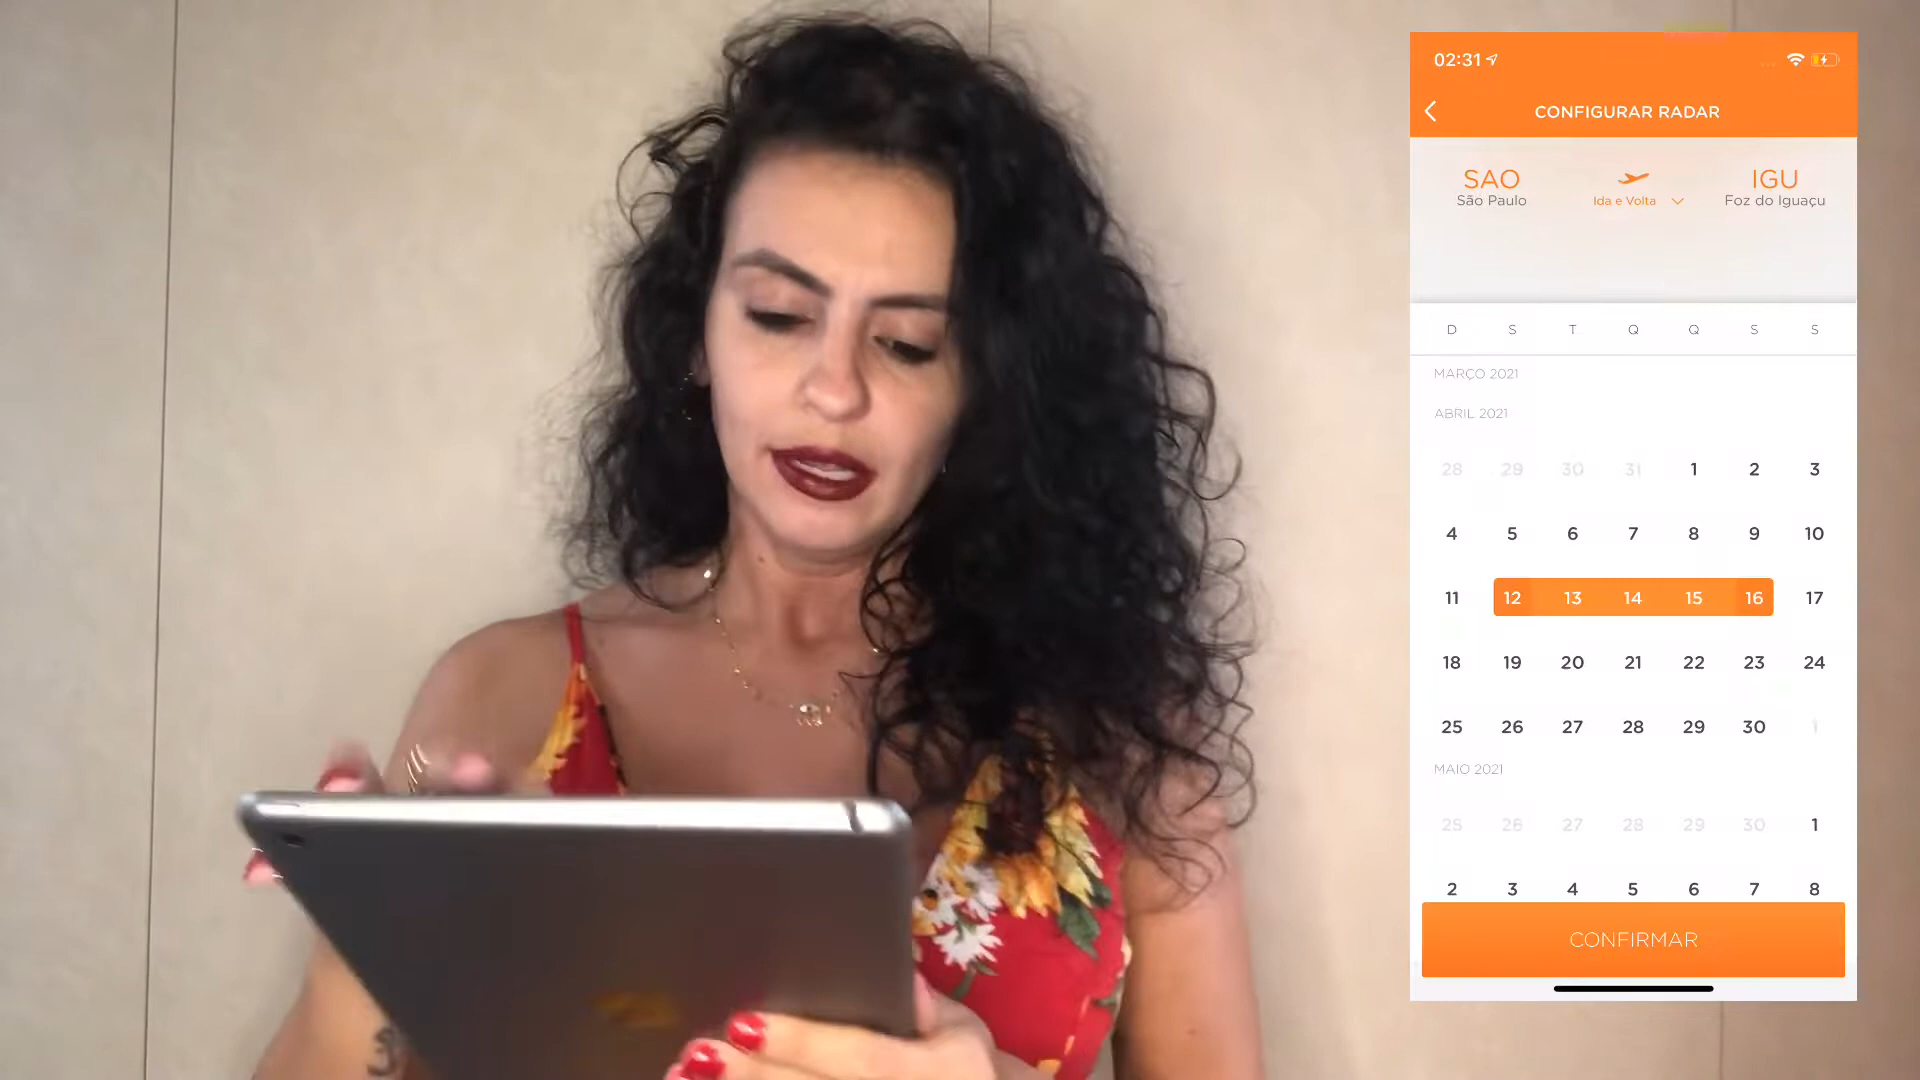 02:31
CONFIGURAR RADAR
SAO
IGU
São Paulo
Ida e Volta
Foz do Iguaçu
D S T Q Q S S
MARÇO 2021
ABRIL 2021
28 29 30 31 1 2 3
4 5 6 7 8 9 10
11 12 13 14 15 16 17
18 19 20 21 22 23 24
25 26 27 28 29 30 1
MAIO 2021
25 26 27 28 29 30 1
2 3 4 5 6 7 8
CONFIRMAR